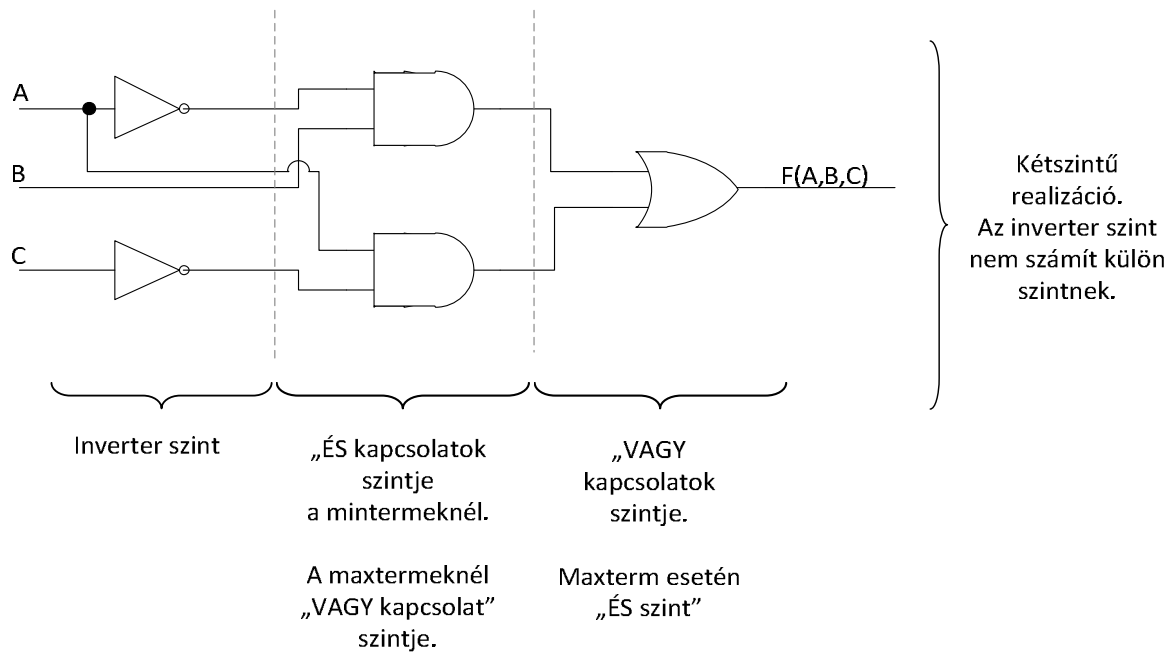 A
B
C
F(A,B,C)
Kétszintű
realizáció.
Az inverter szint
nem számít külön
szintnek.
Inverter szint
„ÉS kapcsolatok
szintje
a mintermeknél.
A maxtermeknél
„VAGY kapcsolat”
szintje.
„VAGY
kapcsolatok
szintje.
Maxterm esetén
„ÉS szint”